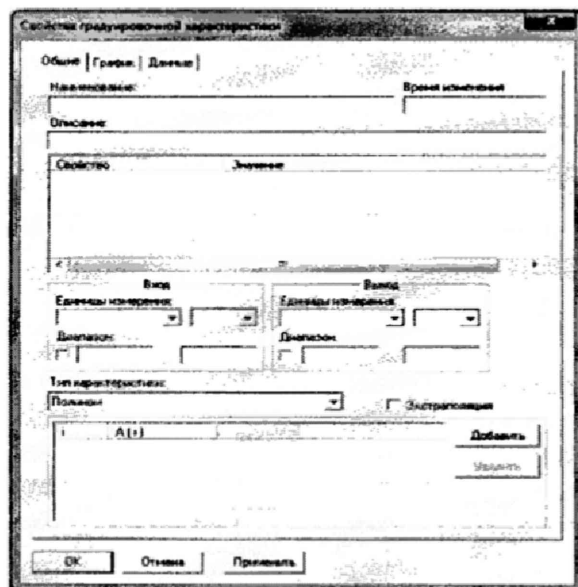 Свойства градуировочной характеристики
Общие График Данные
Наименование: Время изменения
Описание:
Свойство Значение
Вход Выход
Единицы измерения: Единицы измерения:
Диапазон: Диапазон:
Тип характеристики:
Полином Экстраполяция
i A(i) Добавить
Удалить
ОК Отмена Применить